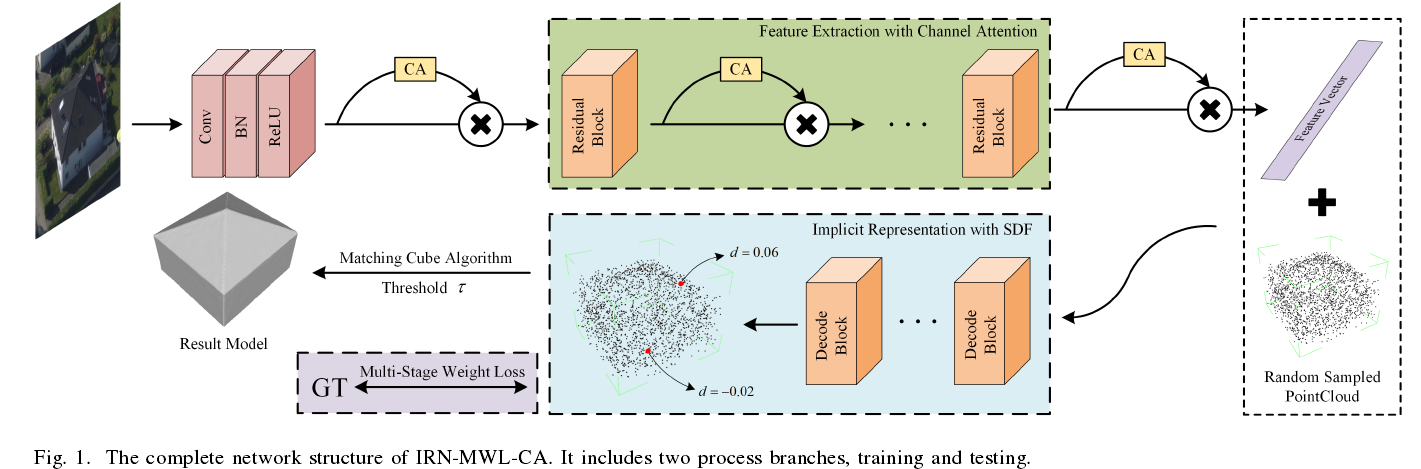 Feature Extraction with Channel Attention
CA
CA
CA
Conv
BN
ReLU
Residual
Block
. . .
Residual
Block
Feature Vector
Implicit Representation with SDF
d = 0.06
Matching Cube Algorithm
Threshold τ
Decode
Block
. . .
Decode
Block
Result Model
Multi-Stage Weight Loss
GT
d = −0.02
Random Sampled
PointCloud
Fig. 1. The complete network structure of IRN-MWL-CA. It includes two process branches, training and testing.